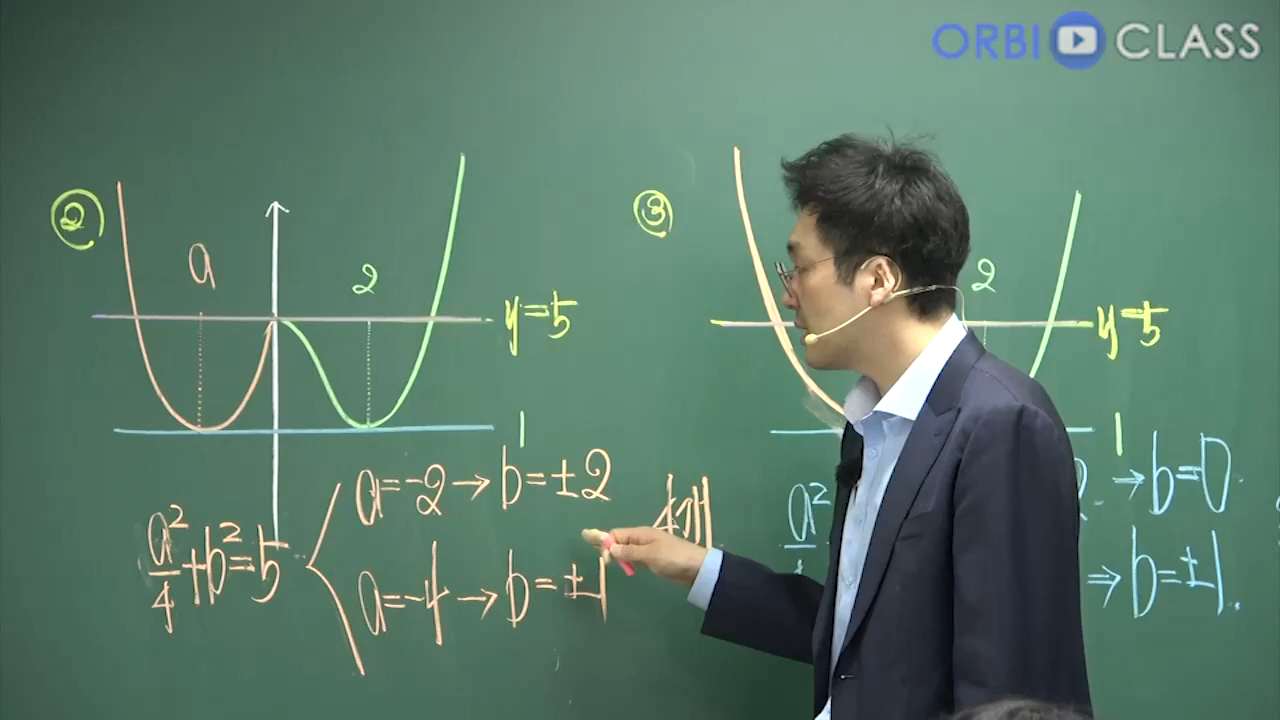 ORBI CLASS
②
a
2
y=5
1
a²/4+b²=5
a=-2→b=±2
a=-4→b=±1
4개
③
2
y=5
1
a²
2 →b=0
⇒b=±1.